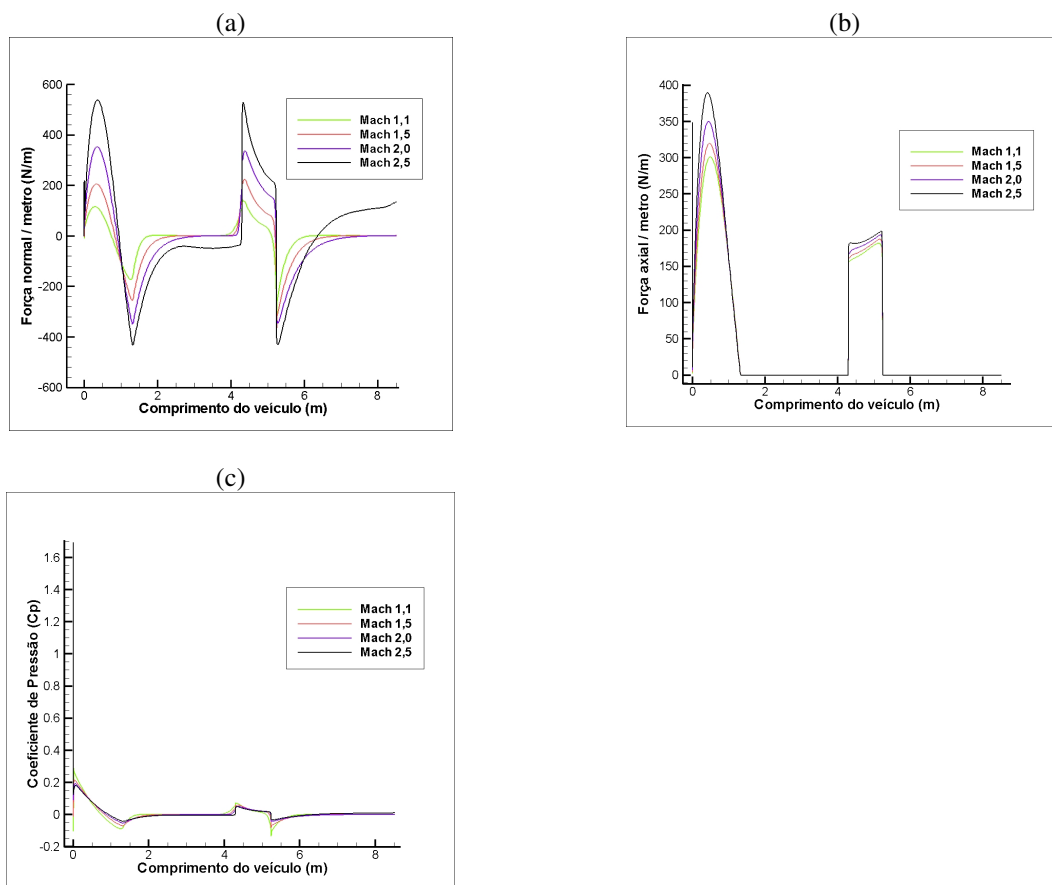 (a)
600
400
200
0
-200
-400
-600
Força normal / metro (N/m)
0 2 4 6 8
Comprimento do veículo (m)
Mach 1,1
Mach 1,5
Mach 2,0
Mach 2,5
(b)
400
350
300
250
200
150
100
50
0
Força axial / metro (N/m)
0 2 4 6 8
Comprimento do veículo (m)
Mach 1,1
Mach 1,5
Mach 2,0
Mach 2,5
(c)
1.6
1.4
1.2
1
0.8
0.6
0.4
0.2
0
-0.2
Coeficiente de Pressão (Cp)
0 2 4 6 8
Comprimento do veículo (m)
Mach 1,1
Mach 1,5
Mach 2,0
Mach 2,5